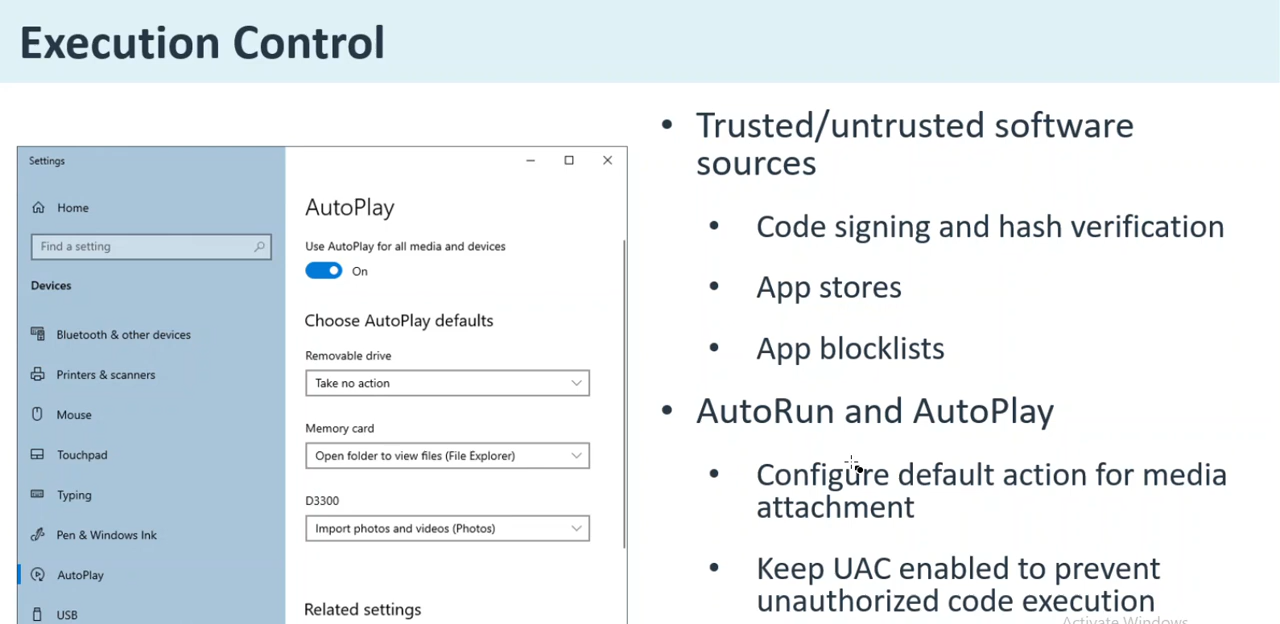 Execution Control
Settings
Home
Find a setting
Devices
Bluetooth & other devices
Printers & scanners
Mouse
Touchpad
Typing
Pen & Windows Ink
AutoPlay
USB
AutoPlay
Use AutoPlay for all media and devices
On
Choose AutoPlay defaults
Removable drive
Take no action
Memory card
Open folder to view files (File Explorer)
D3300
Import photos and videos (Photos)
Related settings
• Trusted/untrusted software
sources
• Code signing and hash verification
• App stores
• App blocklists
• AutoRun and AutoPlay
• Configure default action for media
attachment
• Keep UAC enabled to prevent
unauthorized code execution
Activate Windows